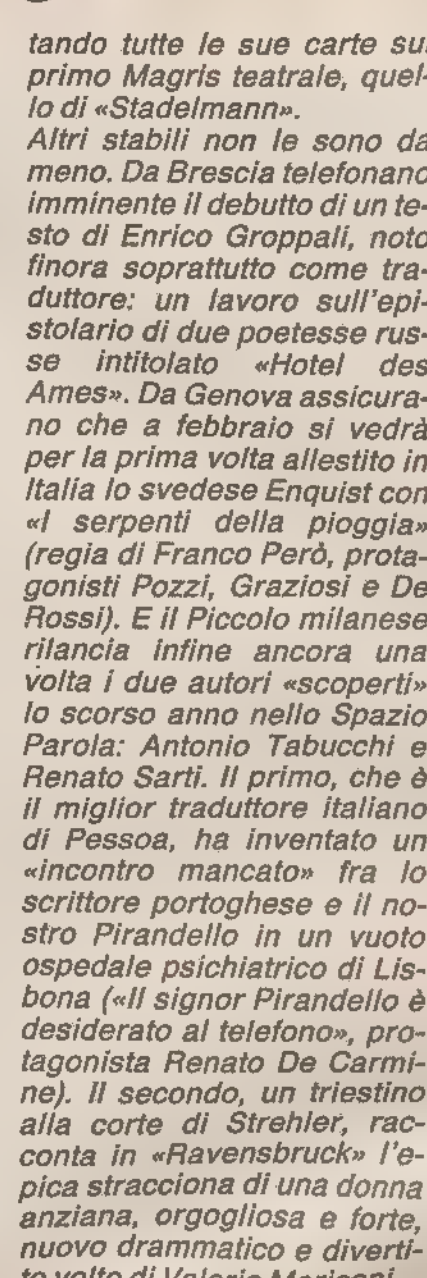 tando tutte le sue carte sul
primo Magris teatrale, quel-
lo di «Stadelmann».
Altri stabili non le sono da
meno. Da Brescia telefonano
imminente il debutto di un te-
sto di Enrico Groppali, noto
finora soprattutto come tra-
duttore: un lavoro sull'epi-
stolario di due poetesse rus-
se intitolato «Hotel des
Ames». Da Genova assicura-
no che a febbraio si vedrà
per la prima volta allestito in
Italia lo svedese Enquist con
«I serpenti della pioggia»
(regia di Franco Però, prota-
gonisti Pozzi, Graziosi e De
Rossi). E il Piccolo milanese
rilancia infine ancora una
volta i due autori «scoperti»
lo scorso anno nello Spazio
Parola: Antonio Tabucchi e
Renato Sarti. Il primo, che è
il miglior traduttore italiano
di Pessoa, ha inventato un
«incontro mancato» fra lo
scrittore portoghese e il no-
stro Pirandello in un vuoto
ospedale psichiatrico di Lis-
bona («Il signor Pirandello è
desiderato al telefono», pro-
tagonista Renato De Carmi-
ne). Il secondo, un triestino
alla corte di Strehler, rac-
conta in «Ravensbruck» l'e-
pica stracciona di una donna
anziana, orgogliosa e forte,
nuovo drammatico e diverti-
to volto di Valeria